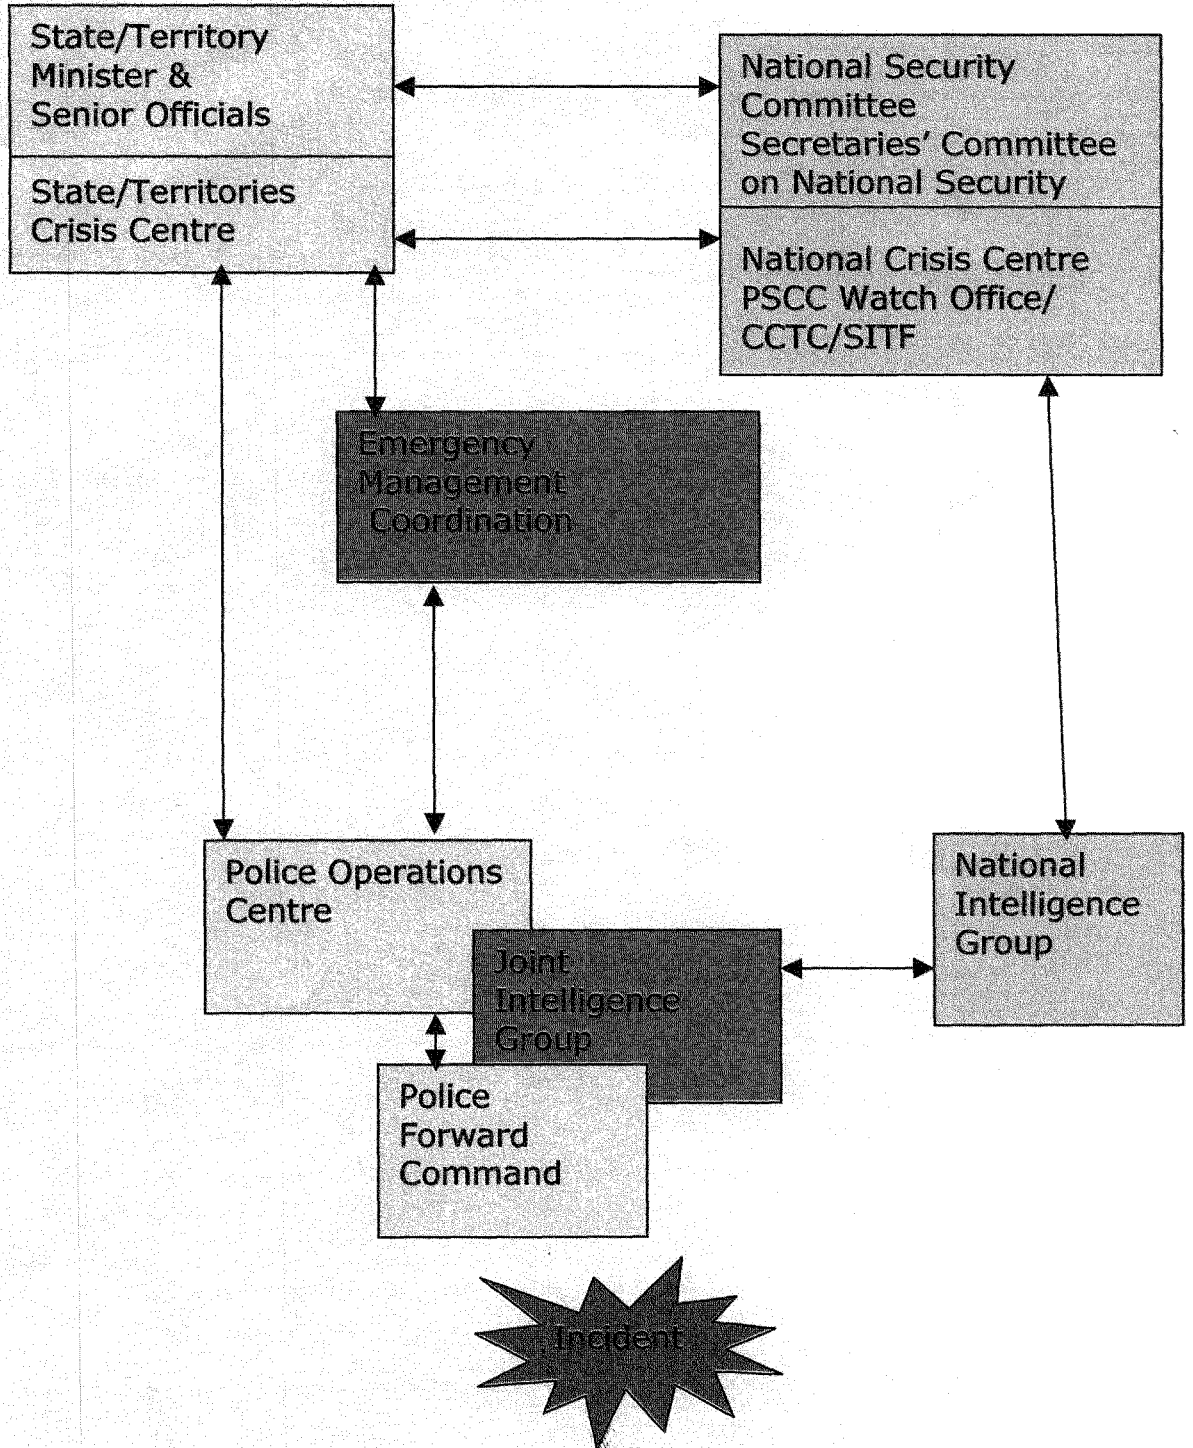 State/Territory
Minister &
Senior Officials
State/Territories
Crisis Centre
National Security
Committee
Secretaries' Committee
on National Security
National Crisis Centre
PSCC Watch Office/
CCTC/SITF
Emergency
Management
Coordination
Police Operations
Centre
Joint
Intelligence
Group
National
Intelligence
Group
Police
Forward
Command
Incident